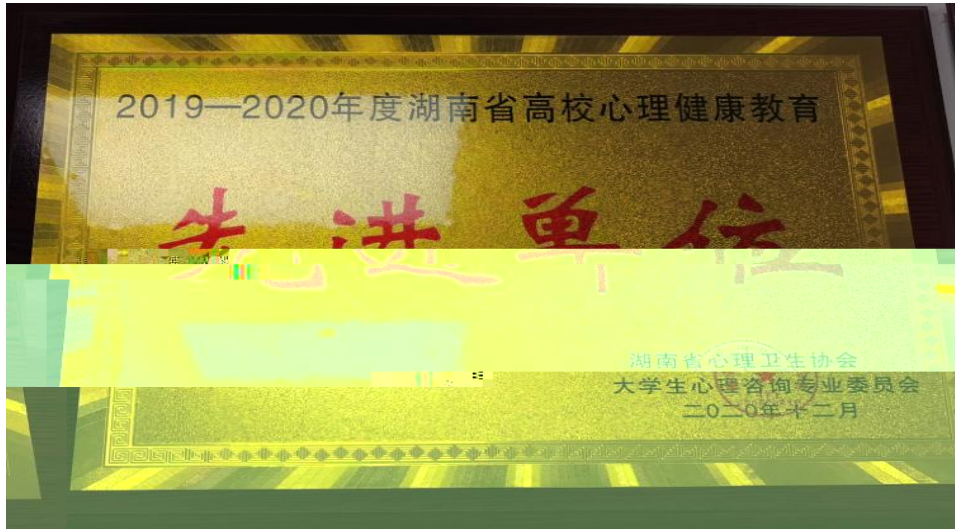 2019—2020年度湖南省高校心理健康教育
先进单位
湖南省心理卫生协会
大学生心理咨询专业委员会
二〇二〇年十二月